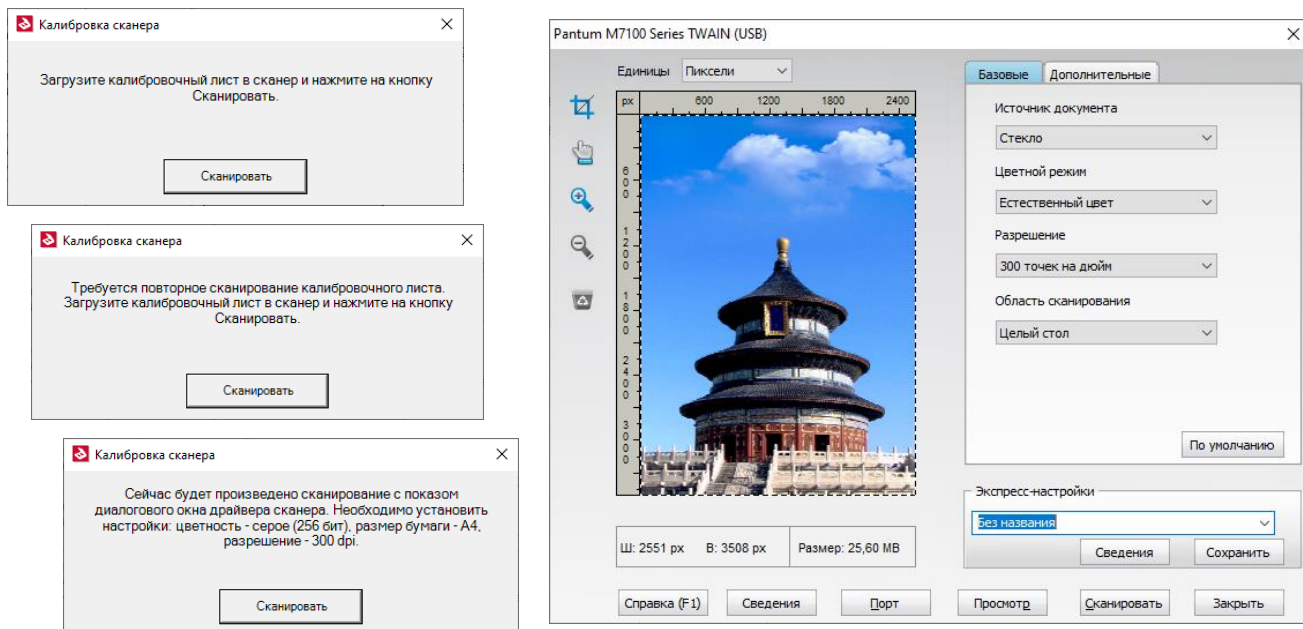 Калибровка сканера
Загрузите калибровочный лист в сканер и нажмите на кнопку
Сканировать.
Сканировать
Калибровка сканера
Требуется повторное сканирование калибровочного листа.
Загрузите калибровочный лист в сканер и нажмите на кнопку
Сканировать.
Сканировать
Калибровка сканера
Сейчас будет произведено сканирование с показом
диалогового окна драйвера сканера. Необходимо установить
настройки: цветность - серое (256 бит), размер бумаги - А4,
разрешение - 300 dpi.
Сканировать
Pantum M7100 Series TWAIN (USB)
Единицы Пиксели
px 600 1200 1800 2400
600
1200
1800
2400
3000
Ш: 2551 px В: 3508 px Размер: 25,60 MB
Базовые Дополнительные
Источник документа
Стекло
Цветной режим
Естественный цвет
Разрешение
300 точек на дюйм
Область сканирования
Целый стол
По умолчанию
Экспресс-настройки
Без названия
Сведения Сохранить
Справка (F1) Сведения Порт Просмотр Сканировать Закрыть